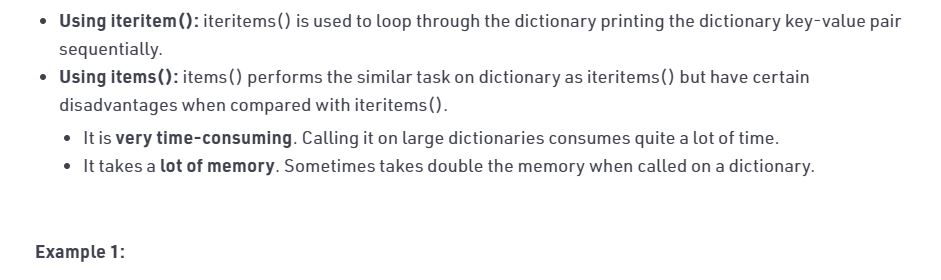 • Using iteritem(): iteritems() is used to loop through the dictionary printing the dictionary key-value pair
sequentially.
• Using items(): items() performs the similar task on dictionary as iteritems() but have certain
disadvantages when compared with iteritems().
• It is very time-consuming. Calling it on large dictionaries consumes quite a lot of time.
• It takes a lot of memory. Sometimes takes double the memory when called on a dictionary.
Example 1: